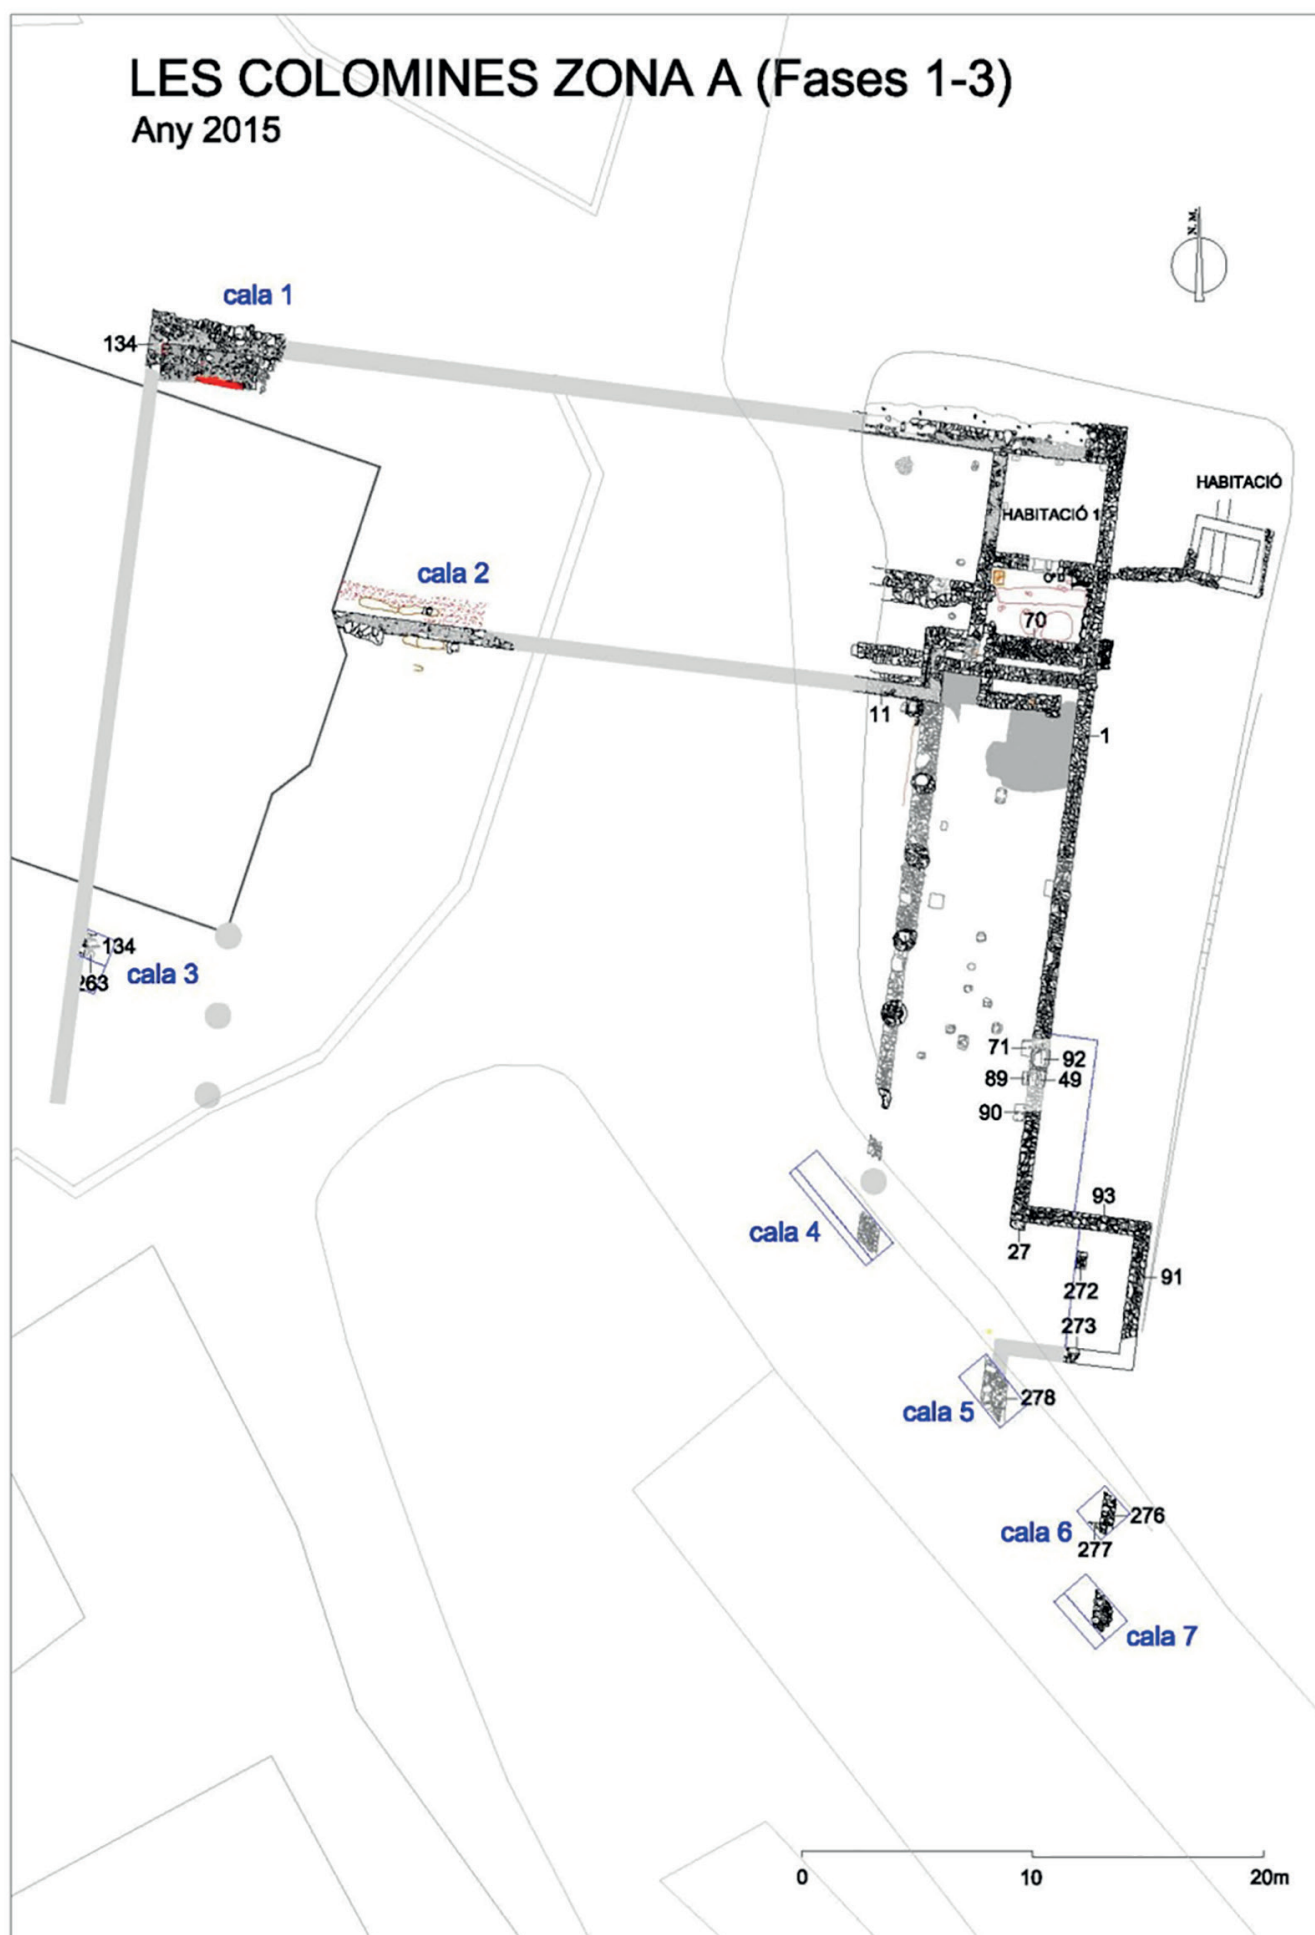 LES COLOMINES ZONA A (Fases 1-3)
Any 2015
N.M.
cala 1
134
HABITACIÓ
HABITACIÓ 1
cala 2
70
11
1
134
263
cala 3
71
92
89
49
90
93
cala 4
27
91
272
273
278
cala 5
276
cala 6
277
cala 7
0
10
20m